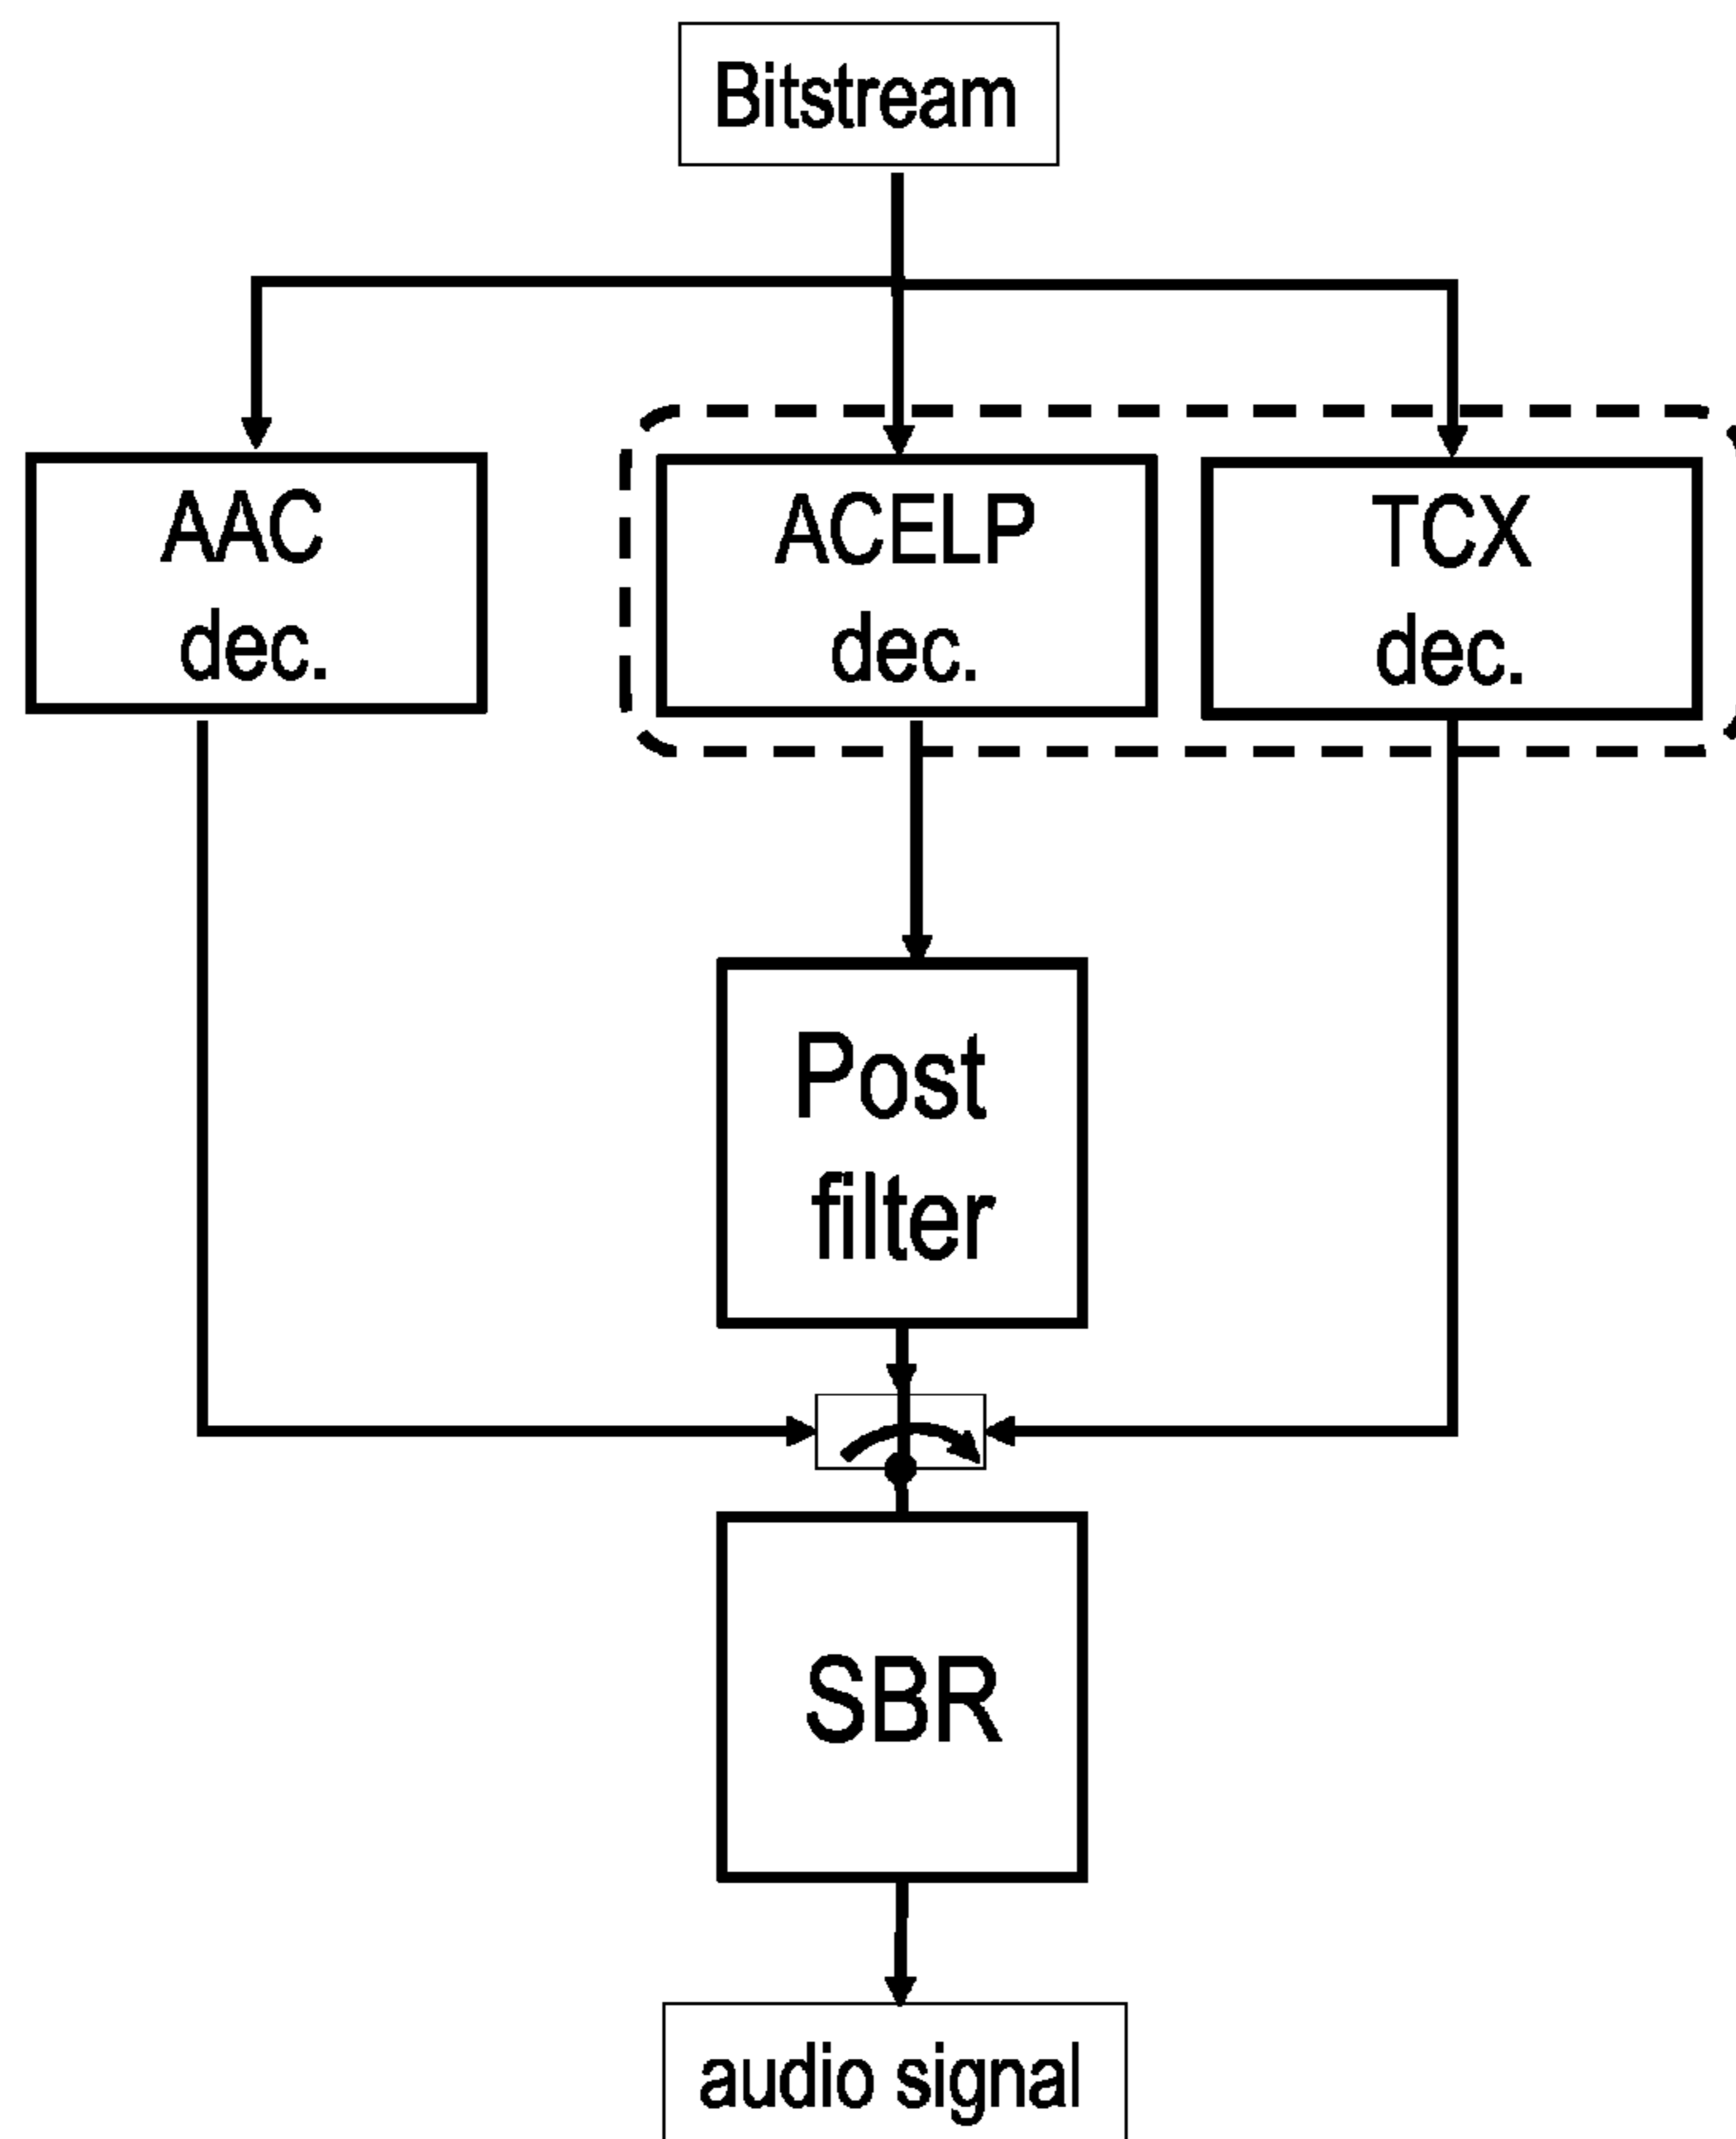 Bitstream
AAC
dec.
ACELP
dec.
TCX
dec.
Post
filter
SBR
audio signal